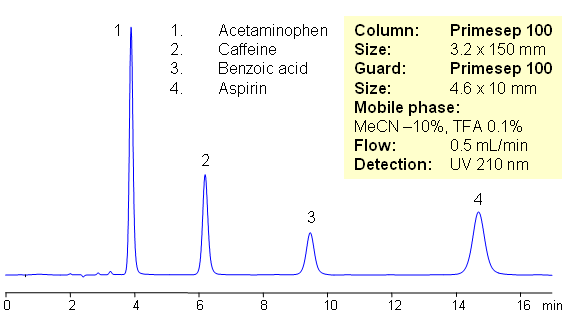 1
1. Acetaminophen
2. Caffeine
3. Benzoic acid
4. Aspirin
Column: Primesep 100
Size: 3.2 x 150 mm
Guard: Primesep 100
Size: 4.6 x 10 mm
Mobile phase:
MeCN –10%, TFA 0.1%
Flow: 0.5 mL/min
Detection: UV 210 nm
2
3
4
0 2 4 6 8 10 12 14 16 min